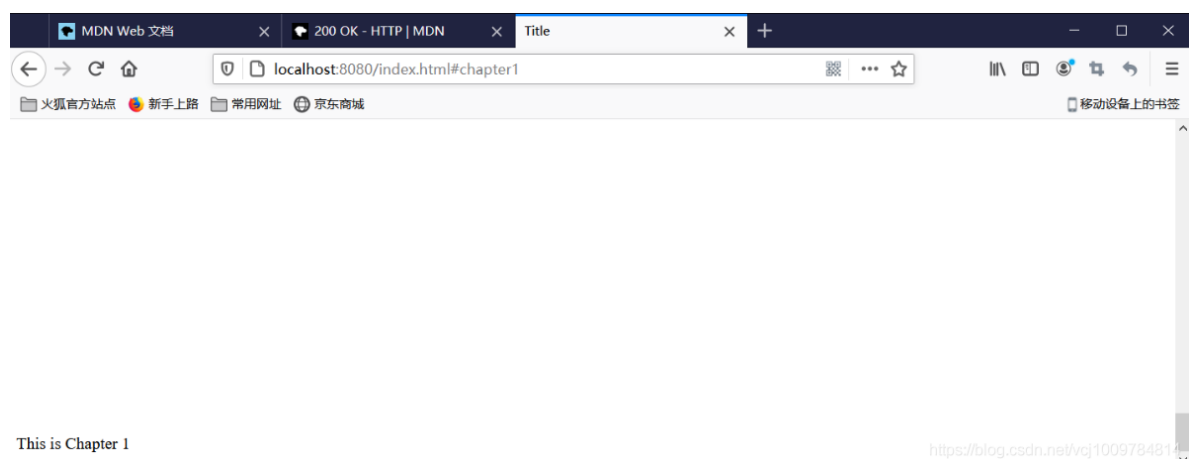 MDN Web 文档
200 OK - HTTP | MDN
Title
localhost:8080/index.html#chapter1
火狐官方站点 新手上路 常用网址 京东商城
移动设备上的书签
This is Chapter 1
https://blog.csdn.net/vcj1009784814